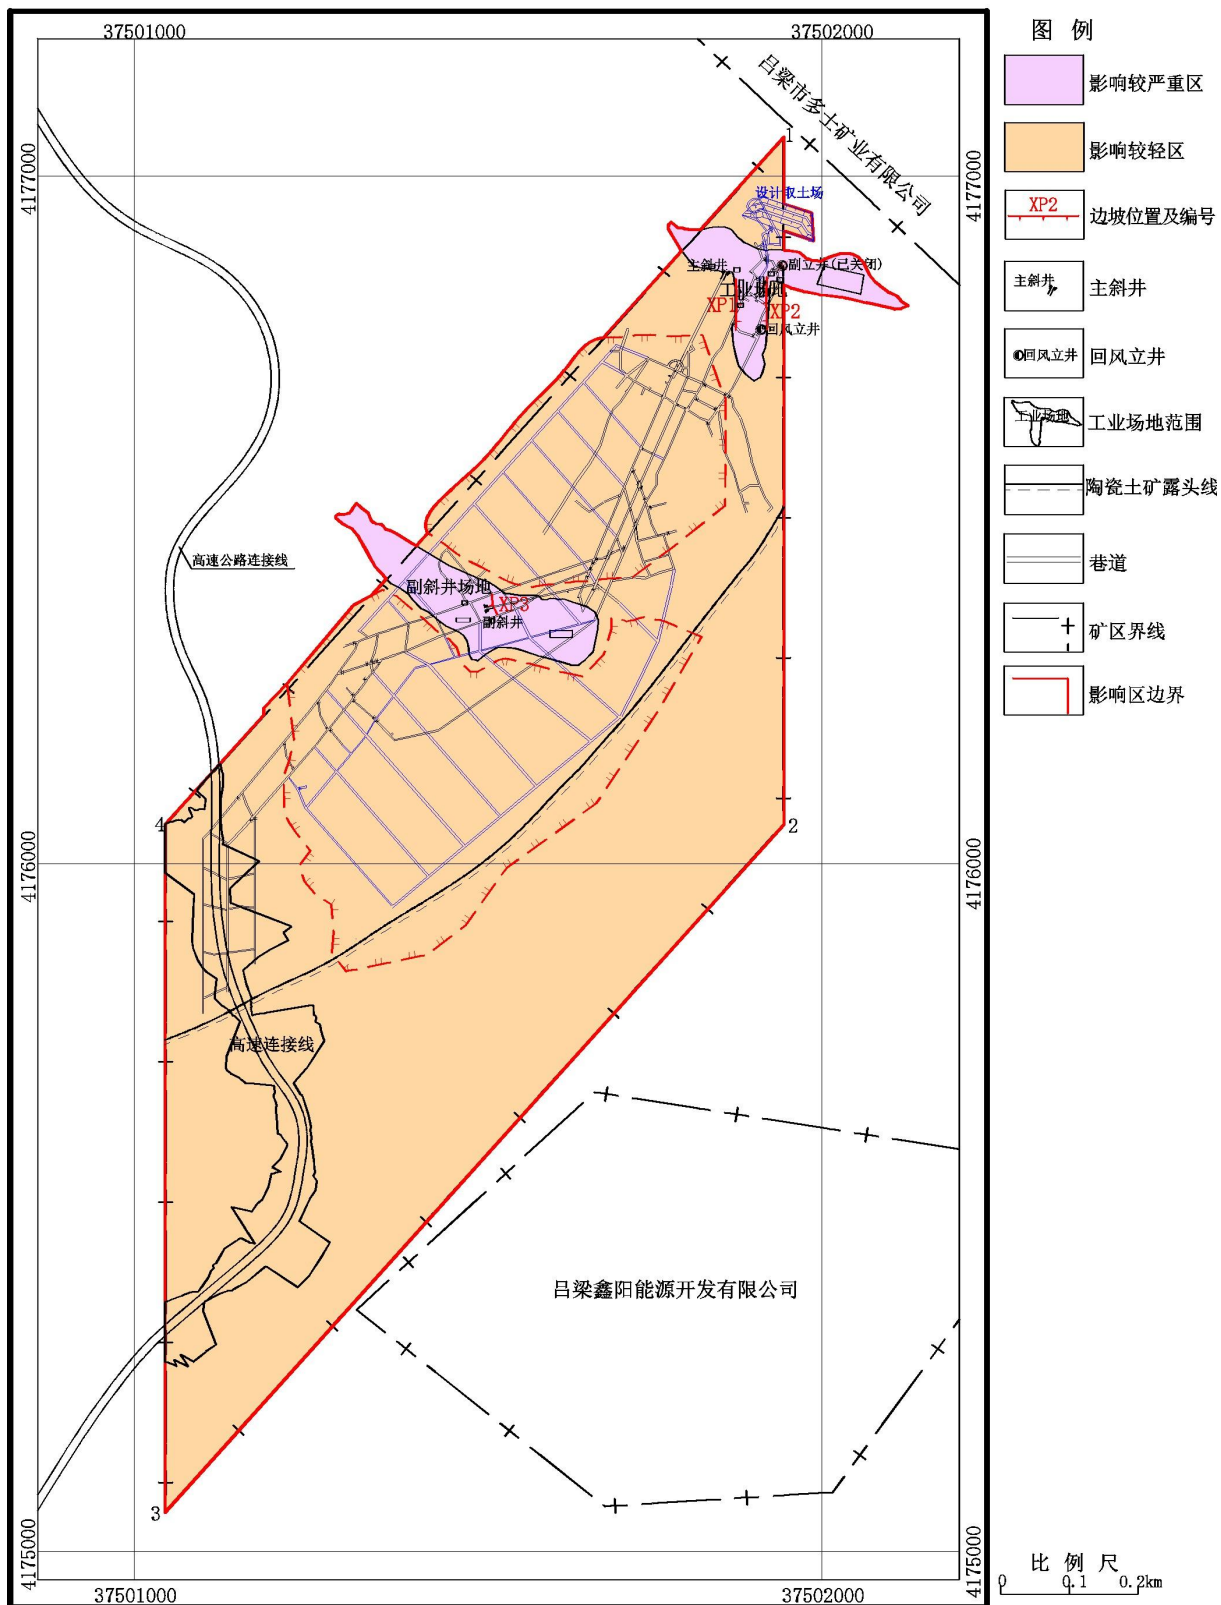 37501000
37502000
图 例
影响较严重区
影响较轻区
XP2
边坡位置及编号
主斜井
主斜井
回风立井
回风立井
工业场地
工业场地范围
陶瓷土矿露头线
巷道
矿区界线
影响区边界
吕梁市多土矿业有限公司
1
4177000
4177000
设计取土场
主斜井
副立井(已关闭)
工业场地
XP1
XP2
回风立井
高速公路连接线
副斜井场地
XP3
副斜井
4
2
4176000
4176000
高速连接线
吕梁鑫阳能源开发有限公司
3
4175000
4175000
37501000
37502000
比 例 尺
0
0.1
0.2km